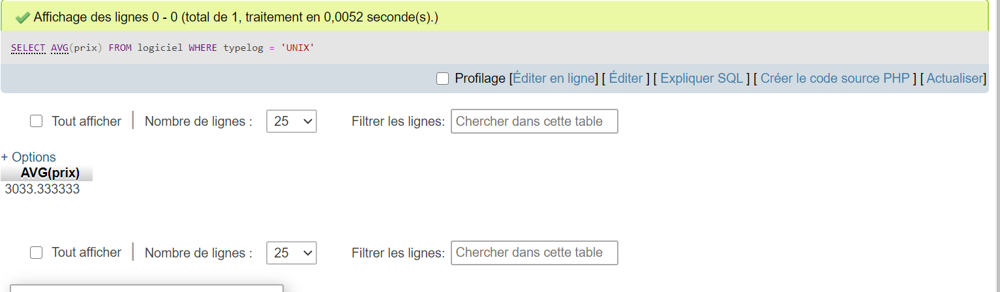 Affichage des lignes 0 - 0 (total de 1, traitement en 0,0052 seconde(s).)
SELECT AVG(prix) FROM logiciel WHERE typelog = 'UNIX'
Profilage [Éditer en ligne] [ Éditer ] [ Expliquer SQL ] [ Créer le code source PHP ] [ Actualiser]
Tout afficher | Nombre de lignes : 25 Filtrer les lignes: Chercher dans cette table
+ Options
AVG(prix)
3033.333333
Tout afficher | Nombre de lignes : 25 Filtrer les lignes: Chercher dans cette table